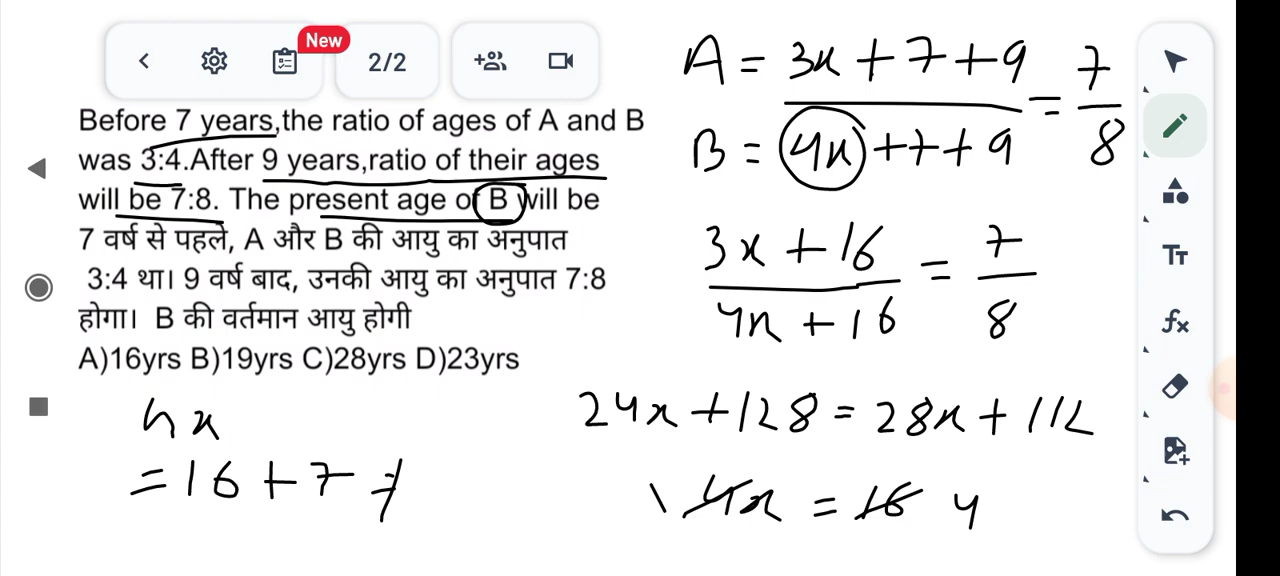 New
2/2
Before 7 years,the ratio of ages of A and B
was 3:4.After 9 years,ratio of their ages
will be 7:8. The present age of B will be
7 वर्ष से पहले, A और B की आयु का अनुपात
3:4 था। 9 वर्ष बाद, उनकी आयु का अनुपात 7:8
होगा। B की वर्तमान आयु होगी
A)16yrs B)19yrs C)28yrs D)23yrs
4x
=16+7=
A = 3x+7+9 = 7
B = 4x+7+9 8
3x+16 = 7
4x+16 8
24x+128=28x+112
4x = 16 4
Tт
fx